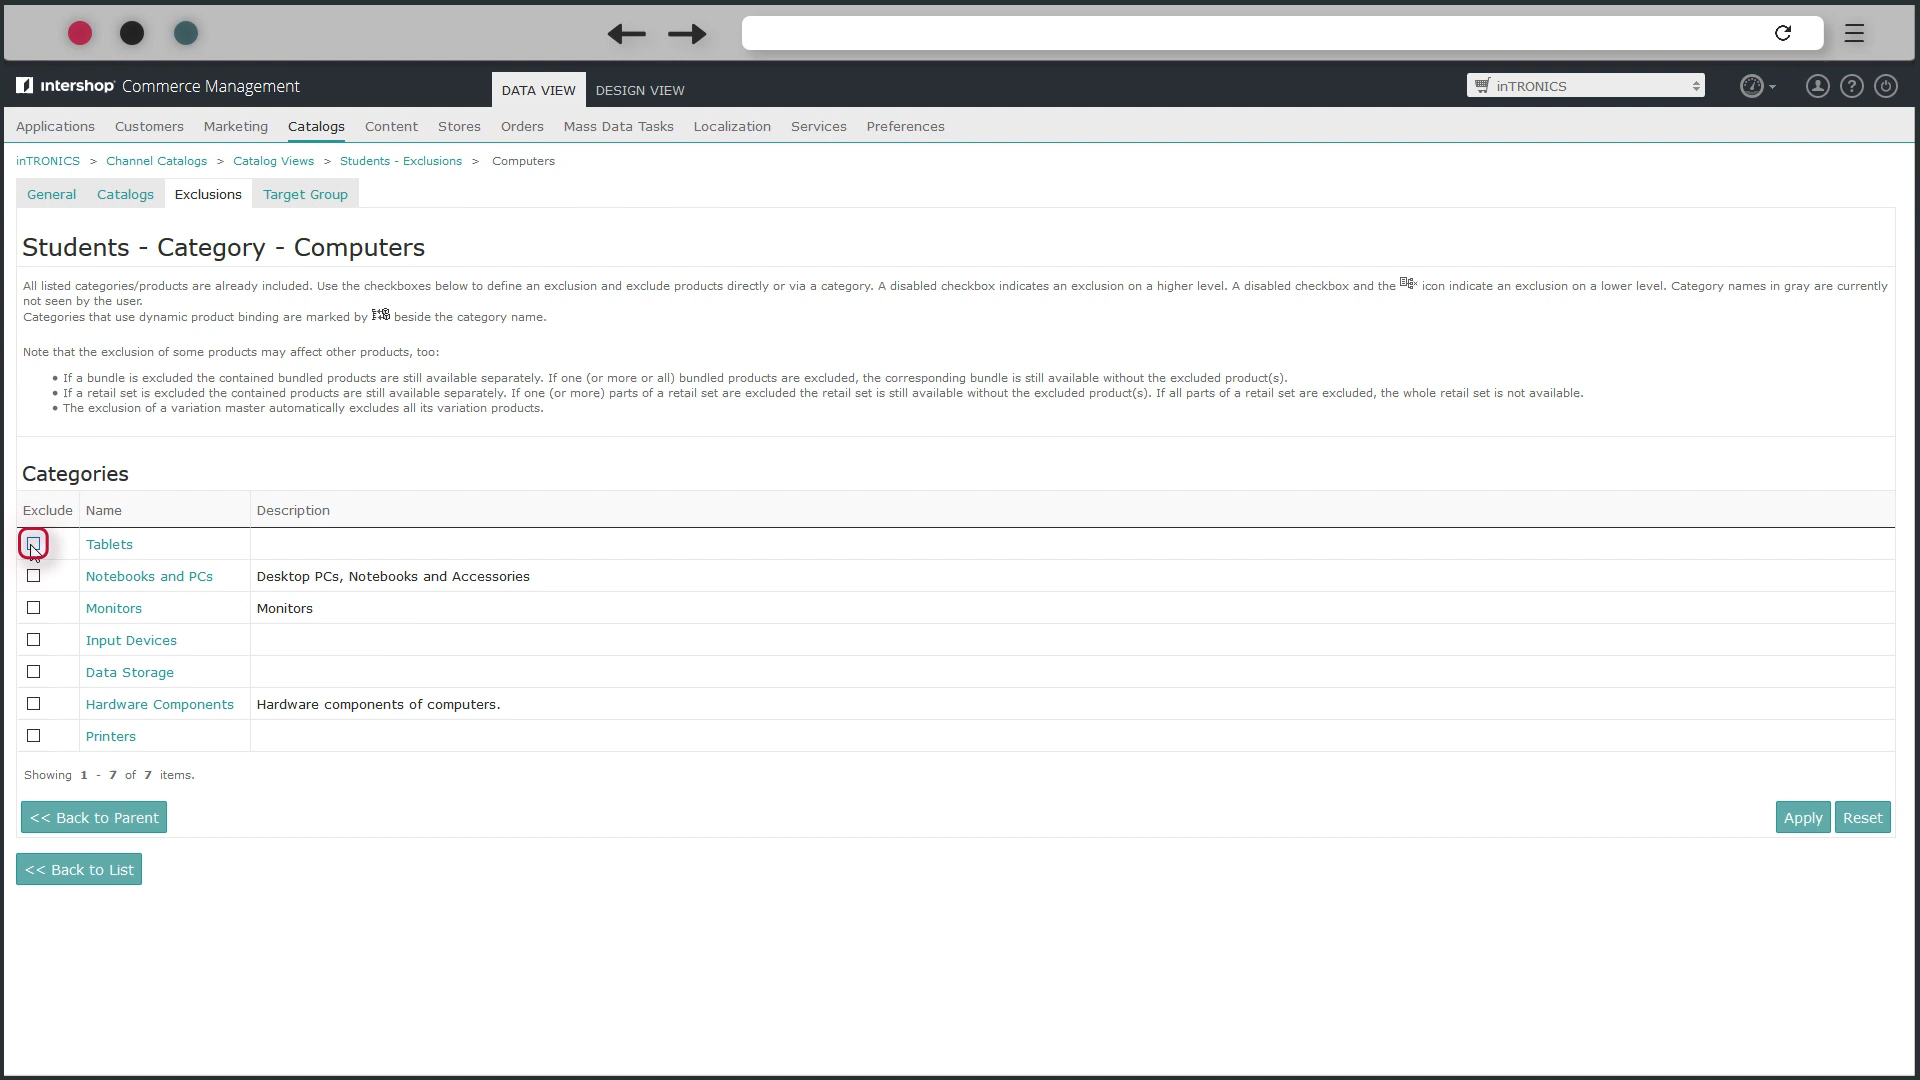 intershop Commerce Management
DATA VIEW
DESIGN VIEW
inTRONICS
Applications Customers Marketing Catalogs Content Stores Orders Mass Data Tasks Localization Services Preferences
inTRONICS > Channel Catalogs > Catalog Views > Students - Exclusions > Computers
General Catalogs Exclusions Target Group
Students - Category - Computers
All listed categories/products are already included. Use the checkboxes below to define an exclusion and exclude products directly or via a category. A disabled checkbox indicates an exclusion on a higher level. A disabled checkbox and the icon indicate an exclusion on a lower level. Category names in gray are currently
not seen by the user.
Categories that use dynamic product binding are marked by beside the category name.
Note that the exclusion of some products may affect other products, too:
• If a bundle is excluded the contained bundled products are still available separately. If one (or more or all) bundled products are excluded, the corresponding bundle is still available without the excluded product(s).
• If a retail set is excluded the contained products are still available separately. If one (or more) parts of a retail set are excluded the retail set is still available without the excluded product(s). If all parts of a retail set are excluded, the whole retail set is not available.
• The exclusion of a variation master automatically excludes all its variation products.
Categories
Exclude Name Description
Tablets
Notebooks and PCs Desktop PCs, Notebooks and Accessories
Monitors Monitors
Input Devices
Data Storage
Hardware Components Hardware components of computers.
Printers
Showing 1 - 7 of 7 items.
<< Back to Parent Apply Reset
<< Back to List